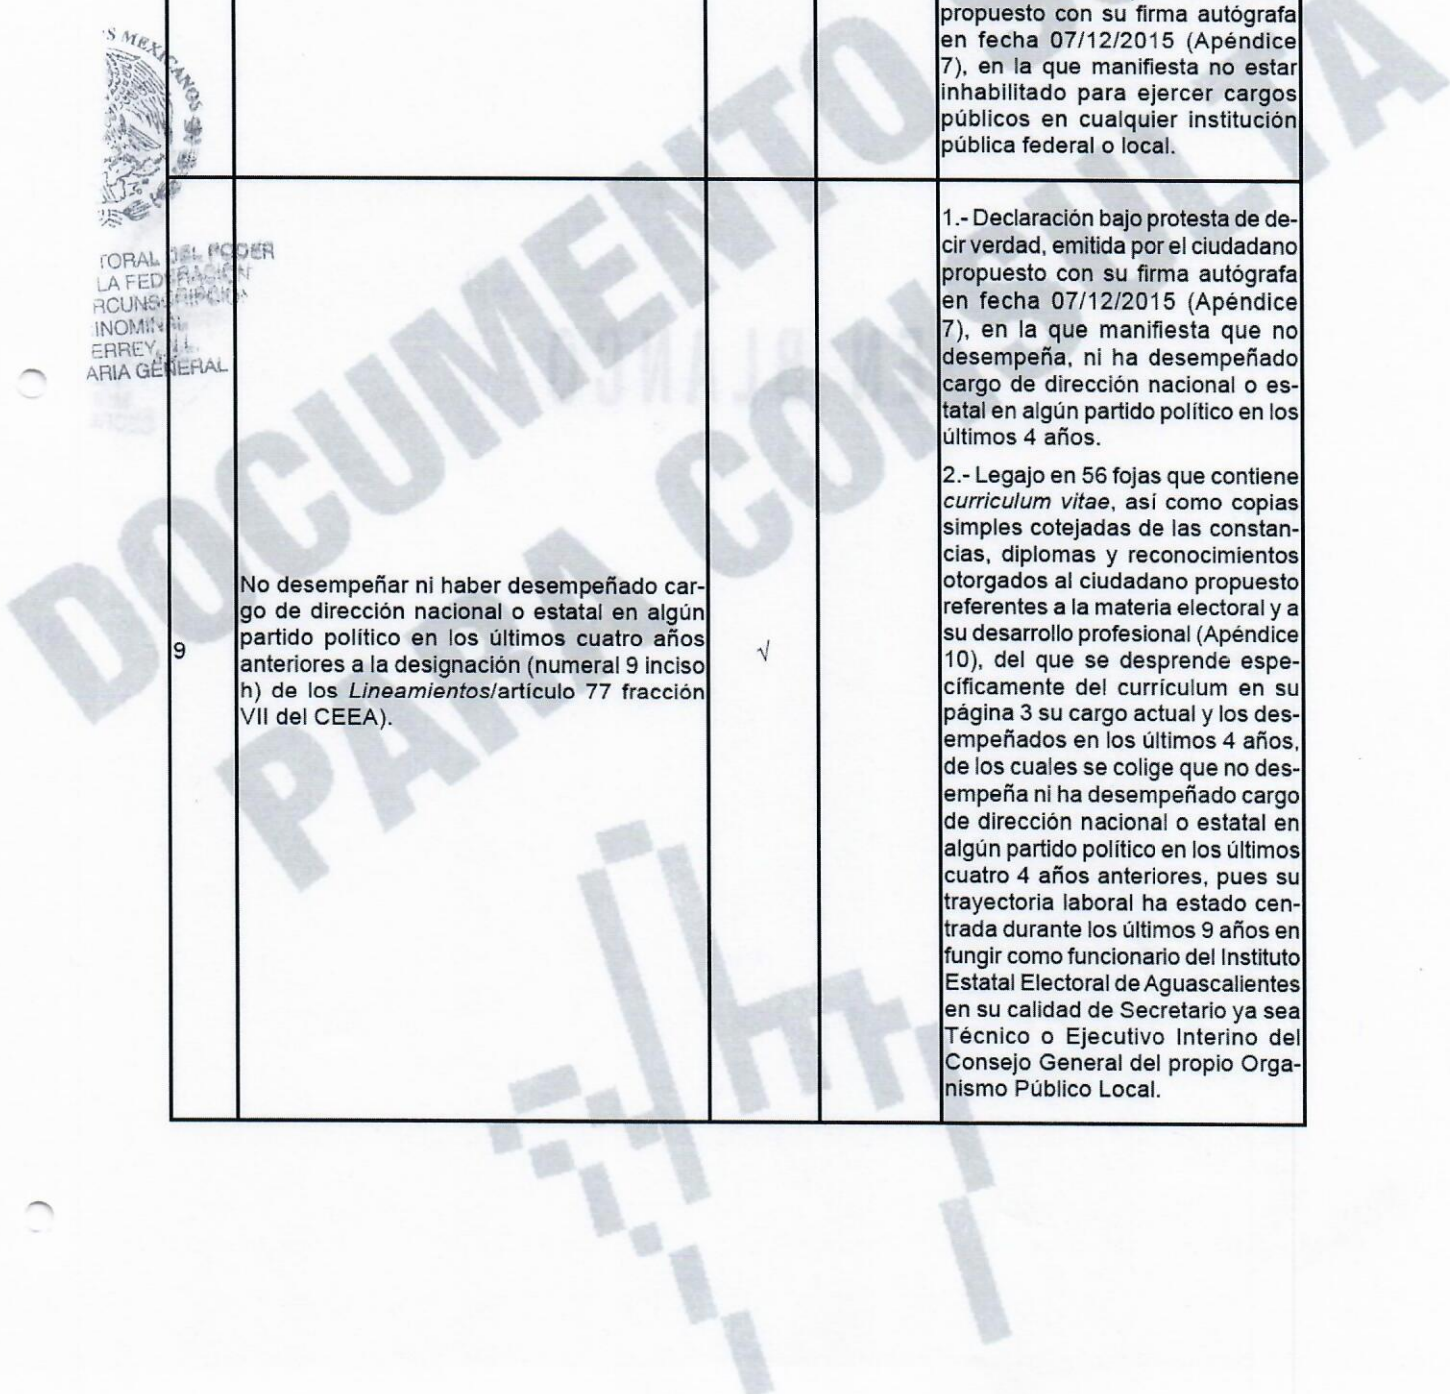 propuesto con su firma autógrafa
en fecha 07/12/2015 (Apéndice
7), en la que manifiesta no estar
inhabilitado para ejercer cargos
públicos en cualquier institución
pública federal o local.
S MEXICANOS
TORAL DEL PODER
LA FEDERACIÓN
RCUNSCRIPCIÓN
INOMINAL
ERREY, N.L.
ARIA GENERAL
9
No desempeñar ni haber desempeñado car-
go de dirección nacional o estatal en algún
partido político en los últimos cuatro años
anteriores a la designación (numeral 9 inciso
h) de los Lineamientos/artículo 77 fracción
VII del CEEA).
√
1.- Declaración bajo protesta de de-
cir verdad, emitida por el ciudadano
propuesto con su firma autógrafa
en fecha 07/12/2015 (Apéndice
7), en la que manifiesta que no
desempeña, ni ha desempeñado
cargo de dirección nacional o es-
tatal en algún partido político en los
últimos 4 años.
2.- Legajo en 56 fojas que contiene
curriculum vitae, así como copias
simples cotejadas de las constan-
cias, diplomas y reconocimientos
otorgados al ciudadano propuesto
referentes a la materia electoral y a
su desarrollo profesional (Apéndice
10), del que se desprende espe-
cíficamente del currículum en su
página 3 su cargo actual y los des-
empeñados en los últimos 4 años,
de los cuales se colige que no des-
empeña ni ha desempeñado cargo
de dirección nacional o estatal en
algún partido político en los últimos
cuatro 4 años anteriores, pues su
trayectoria laboral ha estado cen-
trada durante los últimos 9 años en
fungir como funcionario del Instituto
Estatal Electoral de Aguascalientes
en su calidad de Secretario ya sea
Técnico o Ejecutivo Interino del
Consejo General del propio Orga-
nismo Público Local.
DOCUMENTO
PARA CONSULTA